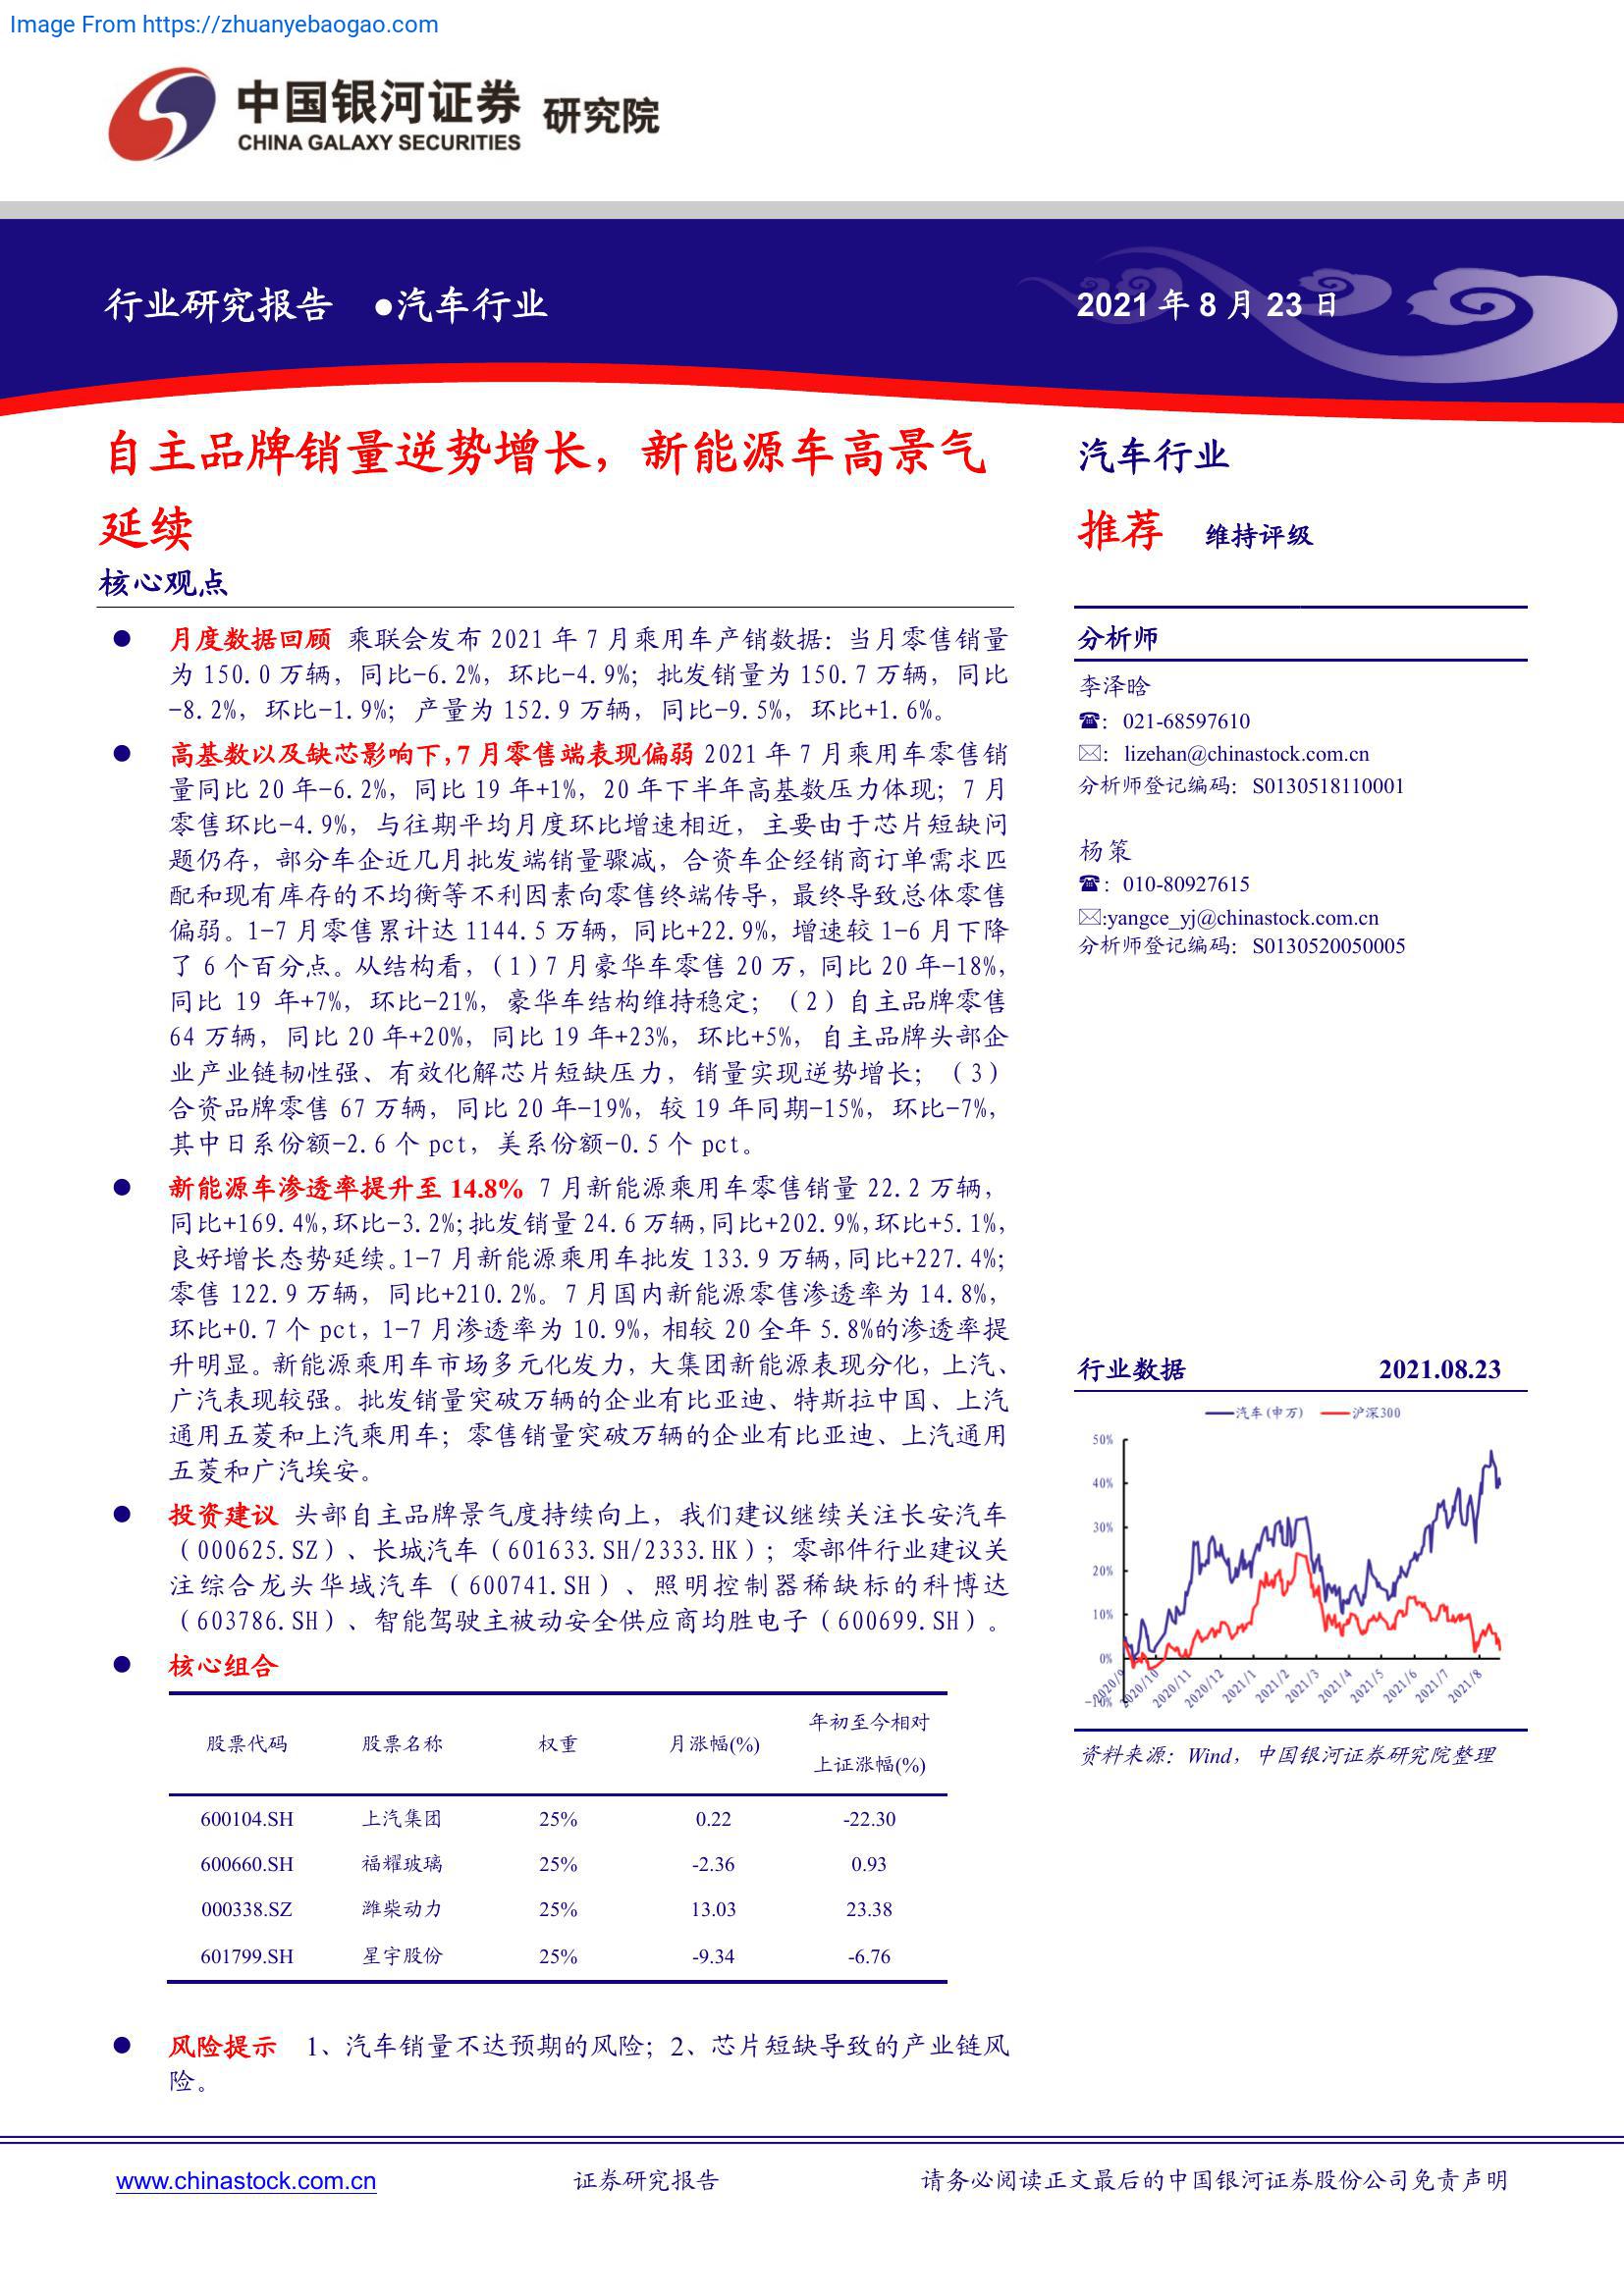 Image From https://zhuanyebaogao.com
中国银河证券 研究院
CHINA GALAXY SECURITIES
行业研究报告 ●汽车行业
2021 年 8 月 23 日
自主品牌销量逆势增长，新能源车高景气
延续
核心观点
● 月度数据回顾 乘联会发布 2021 年 7 月乘用车产销数据：当月零售销量
为 150.0 万辆，同比-6.2%，环比-4.9%；批发销量为 150.7 万辆，同比
-8.2%，环比-1.9%；产量为 152.9 万辆，同比-9.5%，环比+1.6%。
● 高基数以及缺芯影响下，7 月零售端表现偏弱 2021 年 7 月乘用车零售销
量同比 20 年-6.2%，同比 19 年+1%，20 年下半年高基数压力体现；7 月
零售环比-4.9%，与往期平均月度环比增速相近，主要由于芯片短缺问
题仍存，部分车企近几月批发端销量骤减，合资车企经销商订单需求匹
配和现有库存的不均衡等不利因素向零售终端传导，最终导致总体零售
偏弱。1-7 月零售累计达 1144.5 万辆，同比+22.9%，增速较 1-6 月下降
了 6 个百分点。从结构看，（1）7 月豪华车零售 20 万，同比 20 年-18%，
同比 19 年+7%，环比-21%，豪华车结构维持稳定；（2）自主品牌零售
64 万辆，同比 20 年+20%，同比 19 年+23%，环比+5%，自主品牌头部企
业产业链韧性强、有效化解芯片短缺压力，销量实现逆势增长；（3）
合资品牌零售 67 万辆，同比 20 年-19%，较 19 年同期-15%，环比-7%，
其中日系份额-2.6 个 pct，美系份额-0.5 个 pct。
● 新能源车渗透率提升至 14.8% 7 月新能源乘用车零售销量 22.2 万辆，
同比+169.4%，环比-3.2%；批发销量 24.6 万辆，同比+202.9%，环比+5.1%，
良好增长态势延续。1-7 月新能源乘用车批发 133.9 万辆，同比+227.4%；
零售 122.9 万辆，同比+210.2%。7 月国内新能源零售渗透率为 14.8%，
环比+0.7 个 pct，1-7 月渗透率为 10.9%，相较 20 全年 5.8%的渗透率提
升明显。新能源乘用车市场多元化发力，大集团新能源表现分化，上汽、
广汽表现较强。批发销量突破万辆的企业有比亚迪、特斯拉中国、上汽
通用五菱和上汽乘用车；零售销量突破万辆的企业有比亚迪、上汽通用
五菱和广汽埃安。
● 投资建议 头部自主品牌景气度持续向上，我们建议继续关注长安汽车
（000625.SZ）、长城汽车（601633.SH/2333.HK）；零部件行业建议关
注综合龙头华域汽车（600741.SH）、照明控制器稀缺标的科博达
（603786.SH）、智能驾驶主被动安全供应商均胜电子（600699.SH）。
● 核心组合
股票代码 股票名称 权重 月涨幅(%) 年初至今相对
上证涨幅(%)
600104.SH 上汽集团 25% 0.22 -22.30
600660.SH 福耀玻璃 25% -2.36 0.93
000338.SZ 潍柴动力 25% 13.03 23.38
601799.SH 星宇股份 25% -9.34 -6.76
● 风险提示 1、汽车销量不达预期的风险；2、芯片短缺导致的产业链风
险。
汽车行业
推荐 维持评级
分析师
李泽晗
☎： 021-68597610
✉： lizehan@chinastock.com.cn
分析师登记编码：S0130518110001
杨策
☎：010-80927615
✉:yangce_yj@chinastock.com.cn
分析师登记编码：S0130520050005
行业数据 2021.08.23
汽车(申万) 沪深300
50%
40%
30%
20%
10%
0%
-10%
2020/9 2020/10 2020/11 2020/12 2021/1 2021/2 2021/3 2021/4 2021/5 2021/6 2021/7 2021/8
资料来源：Wind，中国银河证券研究院整理
www.chinastock.com.cn 证券研究报告 请务必阅读正文最后的中国银河证券股份公司免责声明